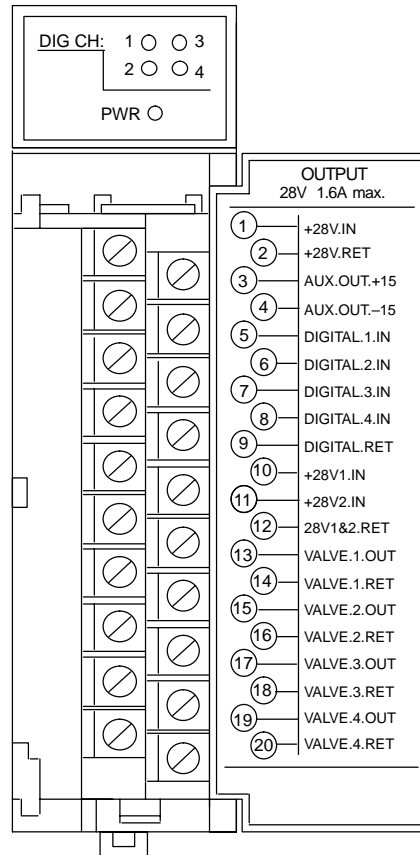 DIG CH: 1 3
2 4
PWR
OUTPUT
28V 1.6A max.
1 +28V.IN
2 +28V.RET
3 AUX.OUT.+15
4 AUX.OUT.–15
5 DIGITAL.1.IN
6 DIGITAL.2.IN
7 DIGITAL.3.IN
8 DIGITAL.4.IN
9 DIGITAL.RET
10 +28V1.IN
11 +28V2.IN
12 28V1&2.RET
13 VALVE.1.OUT
14 VALVE.1.RET
15 VALVE.2.OUT
16 VALVE.2.RET
17 VALVE.3.OUT
18 VALVE.3.RET
19 VALVE.4.OUT
20 VALVE.4.RET